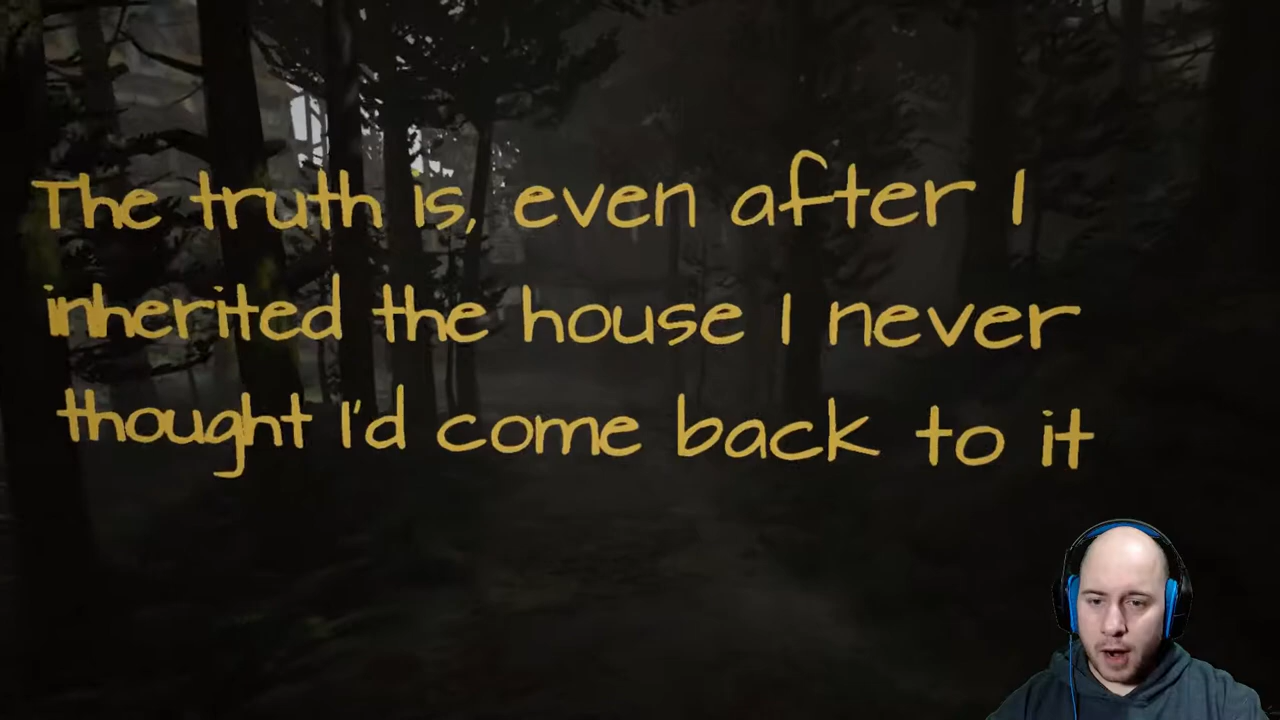 The truth is, even after I
inherited the house I never
thought I'd come back to it